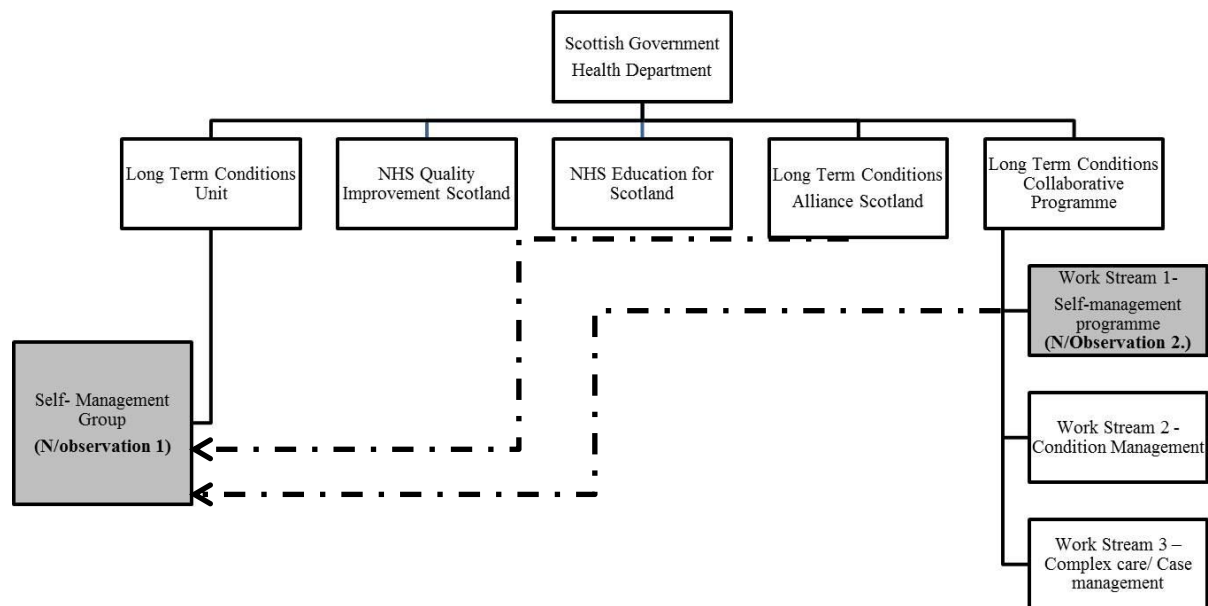 Scottish Government
Health Department
Long Term Conditions
Unit
NHS Quality
Improvement Scotland
NHS Education for
Scotland
Long Term Conditions
Alliance Scotland
Long Term Conditions
Collaborative
Programme
Work Stream 1-
Self-management
programme
(N/Observation 2.)
Self- Management
Group
(N/observation 1)
Work Stream 2 -
Condition Management
Work Stream 3 –
Complex care/ Case
management